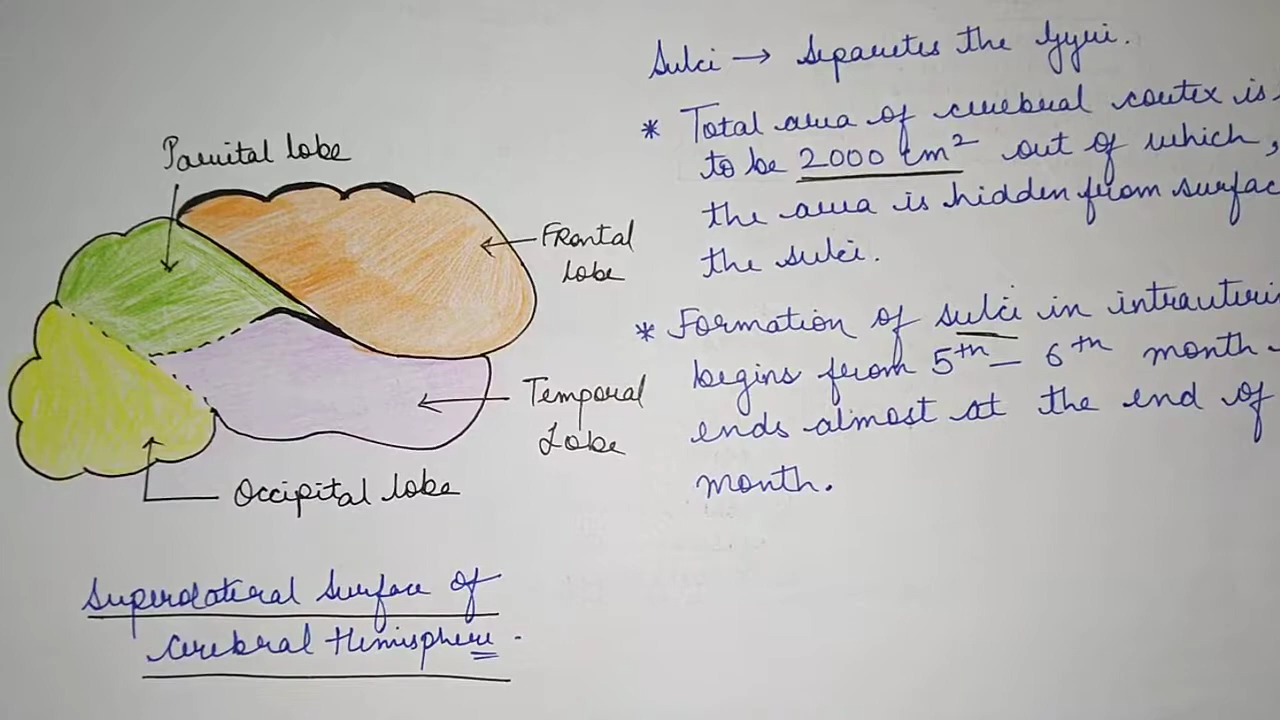 Parietal lobe
Frontal
lobe
Temporal
Lobe
Occipital lobe
Superolateral Surface of
Cerebral Hemisphere.
Sulci → Separates the Gyri.
* Total area of cerebral cortex is
to be 2000 cm² out of which,
the area is hidden from surfac
the sulci.
* Formation of sulci in intrauterin
begins from 5th – 6th month
ends almost at the end of
month.